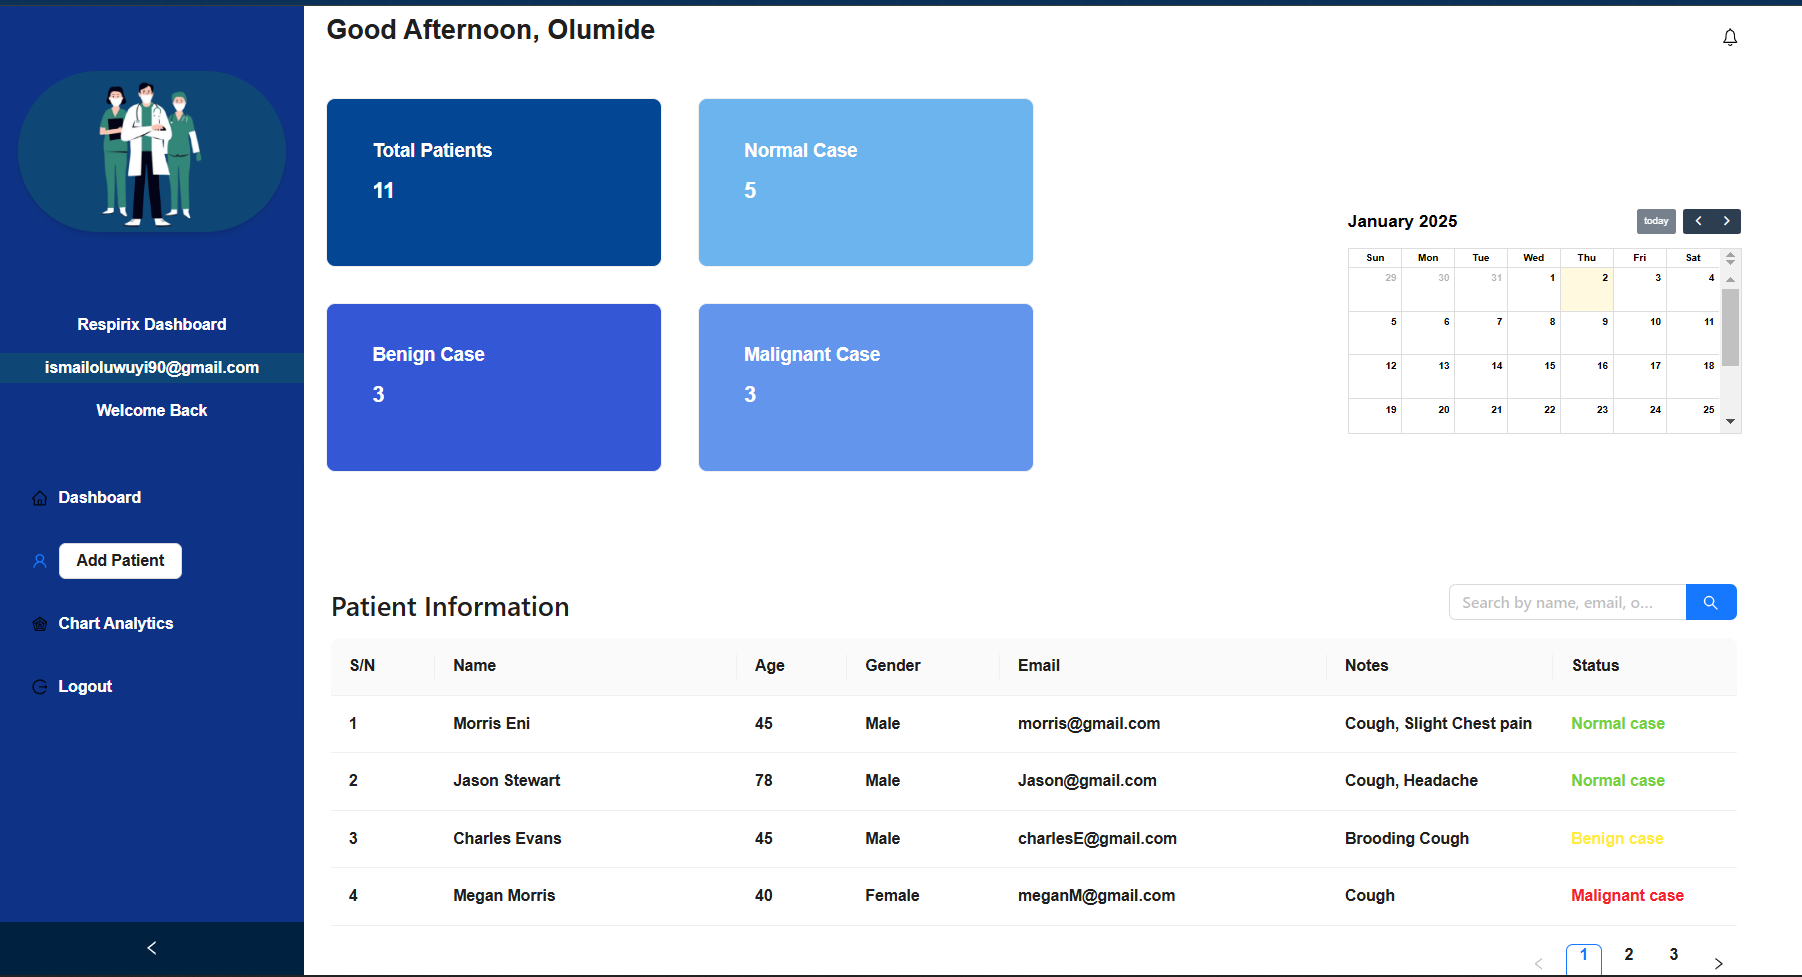 Good Afternoon, Olumide
Respirix Dashboard
ismailoluwuyi90@gmail.com
Welcome Back
Dashboard
Add Patient
Chart Analytics
Logout
Total Patients
11
Normal Case
5
Benign Case
3
Malignant Case
3
January 2025
today
Sun Mon Tue Wed Thu Fri Sat
29 30 31 1 2 3 4
5 6 7 8 9 10 11
12 13 14 15 16 17 18
19 20 21 22 23 24 25
Patient Information
Search by name, email, o...
S/N Name Age Gender Email Notes Status
1 Morris Eni 45 Male morris@gmail.com Cough, Slight Chest pain Normal case
2 Jason Stewart 78 Male Jason@gmail.com Cough, Headache Normal case
3 Charles Evans 45 Male charlesE@gmail.com Brooding Cough Benign case
4 Megan Morris 40 Female meganM@gmail.com Cough Malignant case
1 2 3